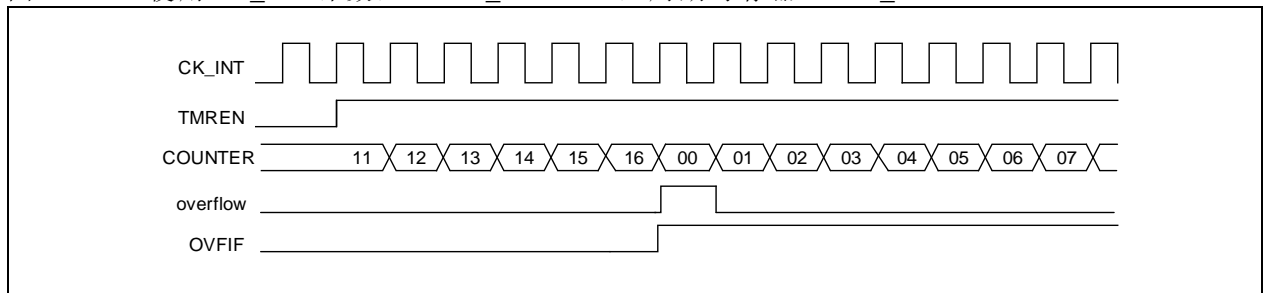 CK_INT
TMREN
COUNTER 11 12 13 14 15 16 00 01 02 03 04 05 06 07
overflow
OVFIF